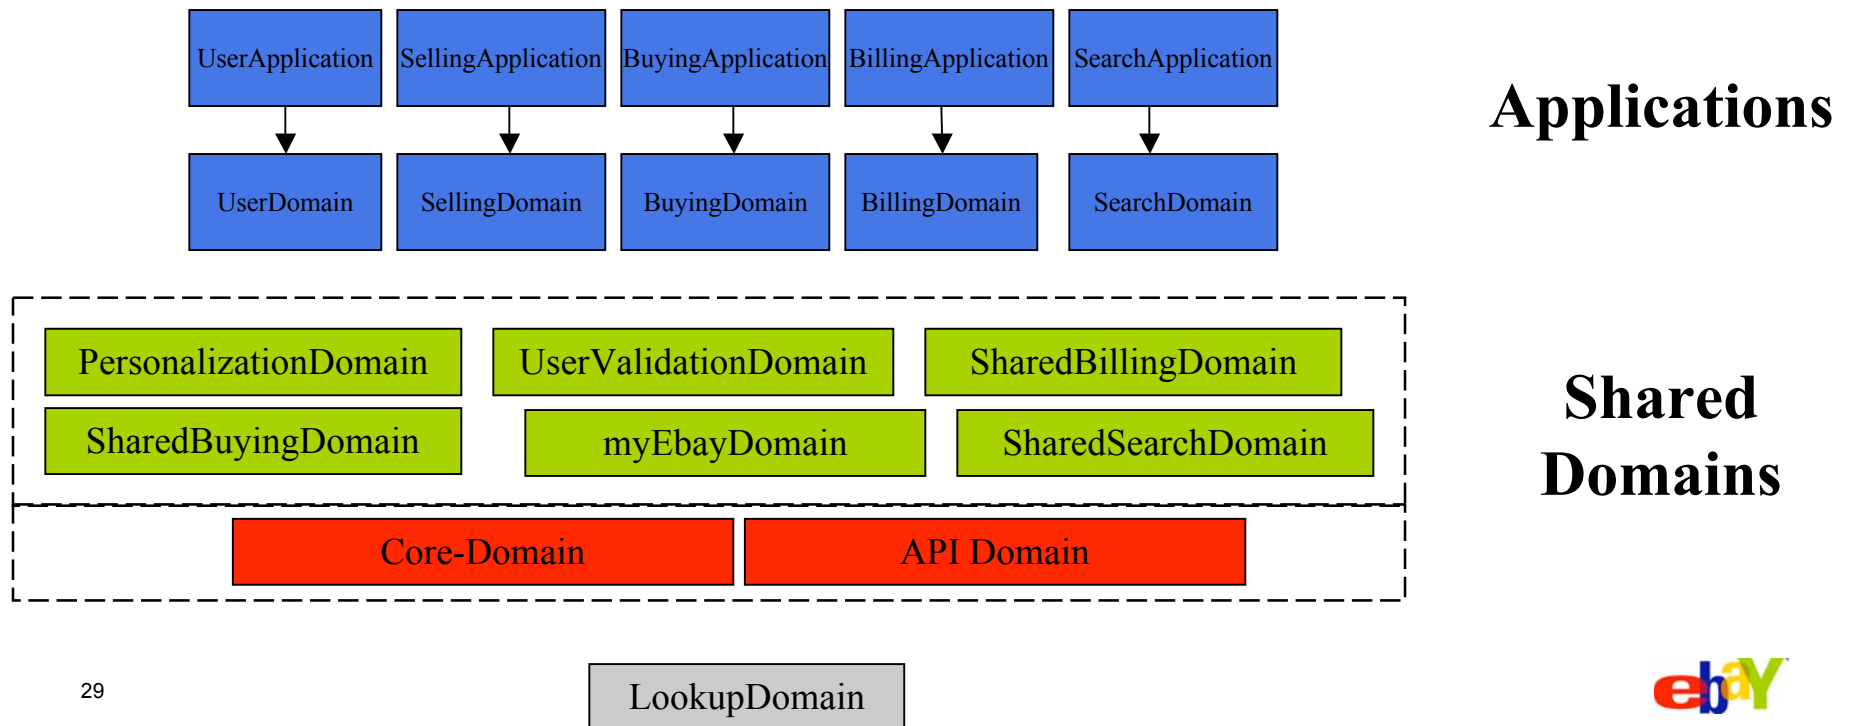 UserApplication
SellingApplication
BuyingApplication
BillingApplication
SearchApplication
Applications
UserDomain
SellingDomain
BuyingDomain
BillingDomain
SearchDomain
PersonalizationDomain
UserValidationDomain
SharedBillingDomain
SharedBuyingDomain
myEbayDomain
SharedSearchDomain
Shared
Domains
Core-Domain
API Domain
LookupDomain
29
ebaY